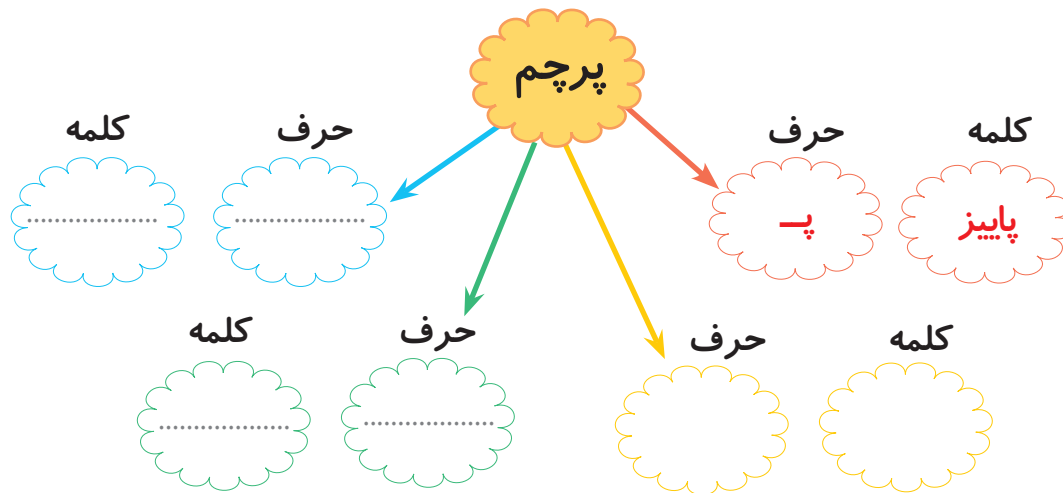 پرچم
کلمه حرف حرف کلمه
پاییز پـ ................... ...................
کلمه حرف حرف کلمه
................... ...................